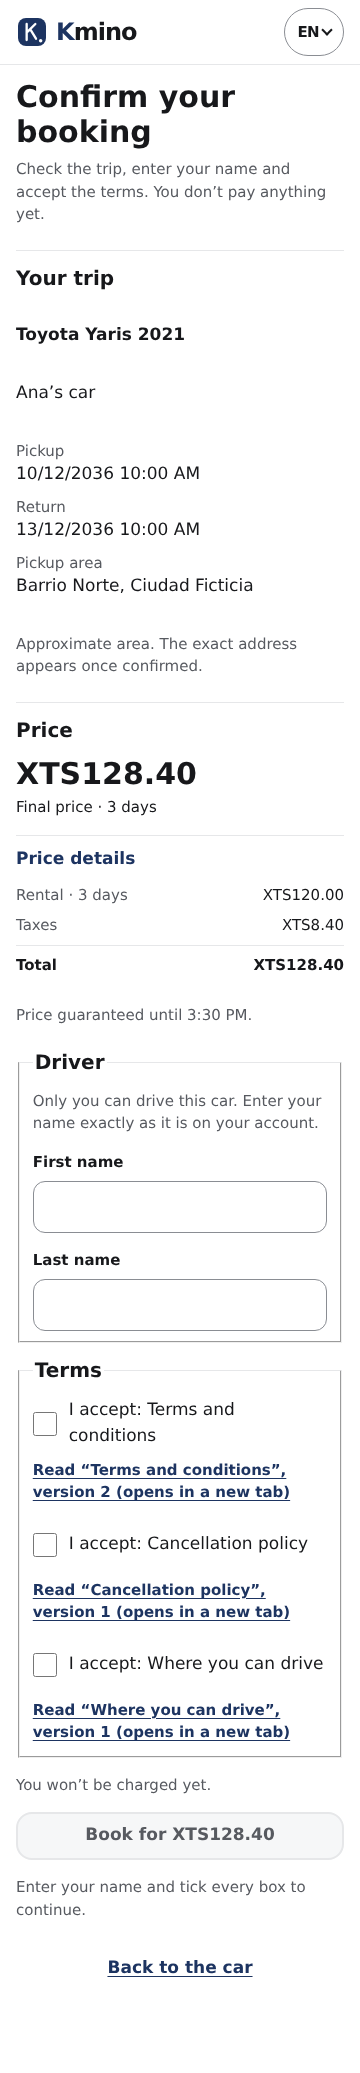 K Kmino
EN
Confirm your
booking
Check the trip, enter your name and
accept the terms. You don’t pay anything
yet.
Your trip
Toyota Yaris 2021
Ana’s car
Pickup
10/12/2036 10:00 AM
Return
13/12/2036 10:00 AM
Pickup area
Barrio Norte, Ciudad Ficticia
Approximate area. The exact address
appears once confirmed.
Price
XTS128.40
Final price · 3 days
Price details
Rental · 3 days XTS120.00
Taxes XTS8.40
Total XTS128.40
Price guaranteed until 3:30 PM.
Driver
Only you can drive this car. Enter your
name exactly as it is on your account.
First name
Last name
Terms
I accept: Terms and
conditions
Read “Terms and conditions”,
version 2 (opens in a new tab)
I accept: Cancellation policy
Read “Cancellation policy”,
version 1 (opens in a new tab)
I accept: Where you can drive
Read “Where you can drive”,
version 1 (opens in a new tab)
You won’t be charged yet.
Book for XTS128.40
Enter your name and tick every box to
continue.
Back to the car